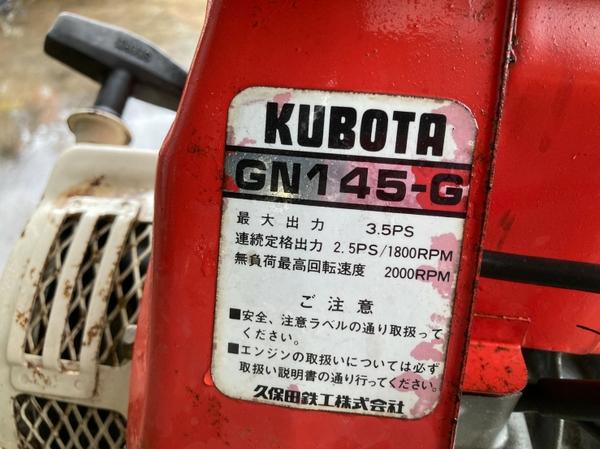 KUBOTA
GN145-G
最大出力 3.5PS
連続定格出力 2.5PS/1800RPM
無負荷最高回転速度 2000RPM
ご注意
■安全、注意ラベルの通り取扱って
ください。
■エンジンの取扱いについては必ず
取扱い説明書の通り行ってください。
久保田鉄工株式会社
KUBOTA